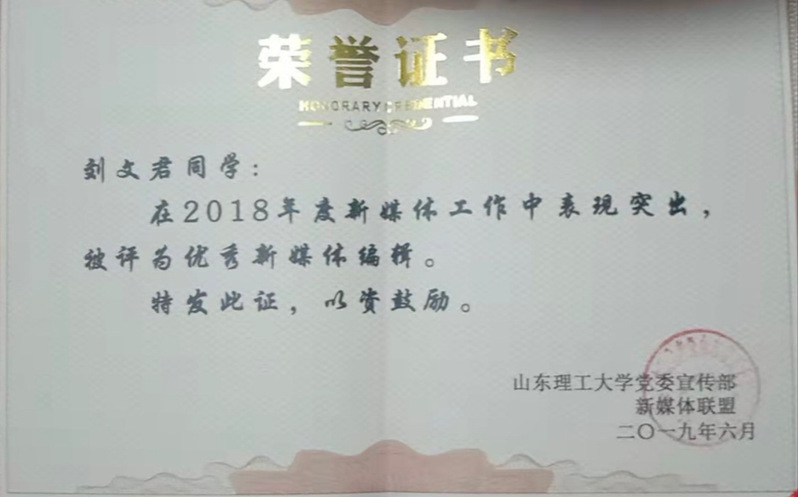 荣誉证书
HONORARY CREDENTIAL
刘文君同学：
在2018年度新媒体工作中表现突出，
被评为优秀新媒体编辑。
特发此证，以资鼓励。
山东理工大学党委宣传部
新媒体联盟
二〇一九年六月